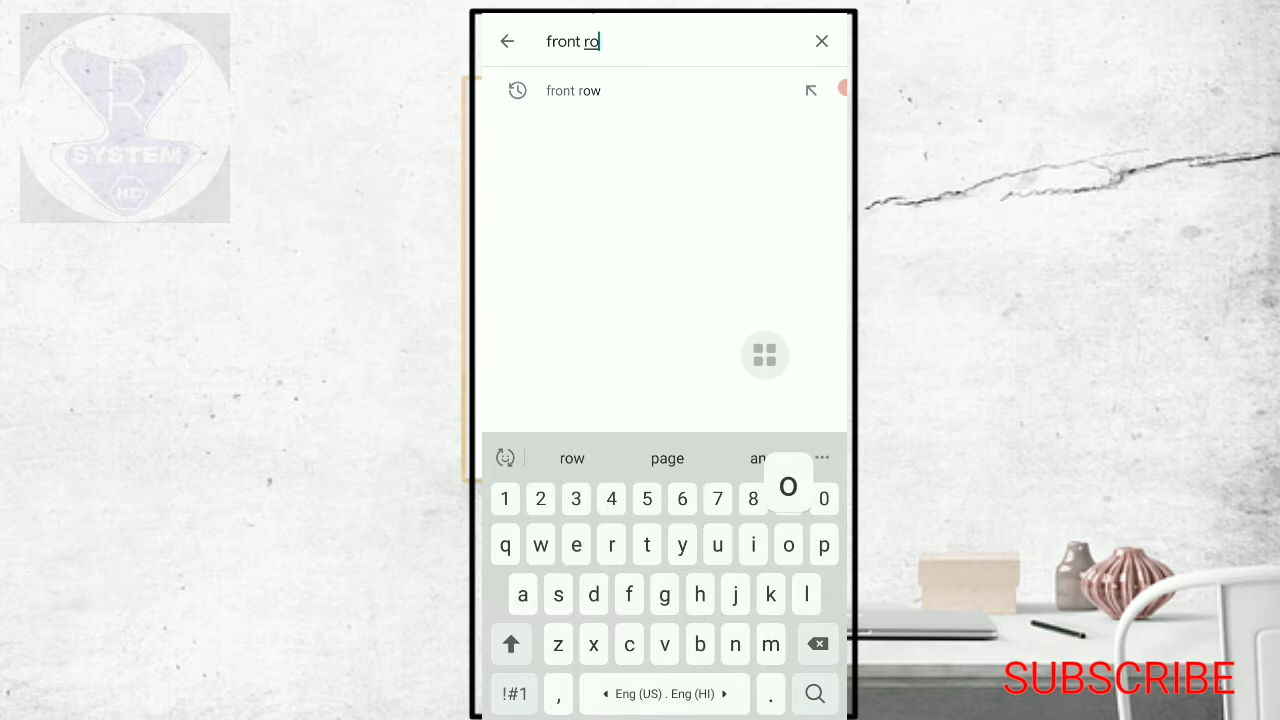 R
SYSTEM
HD
front ro
front row
row page an
1 2 3 4 5 6 7 8 0
o
q w e r t y u i o p
a s d f g h j k l
z x c v b n m
!#1 , Eng (US) . Eng (HI) .
SUBSCRIBE